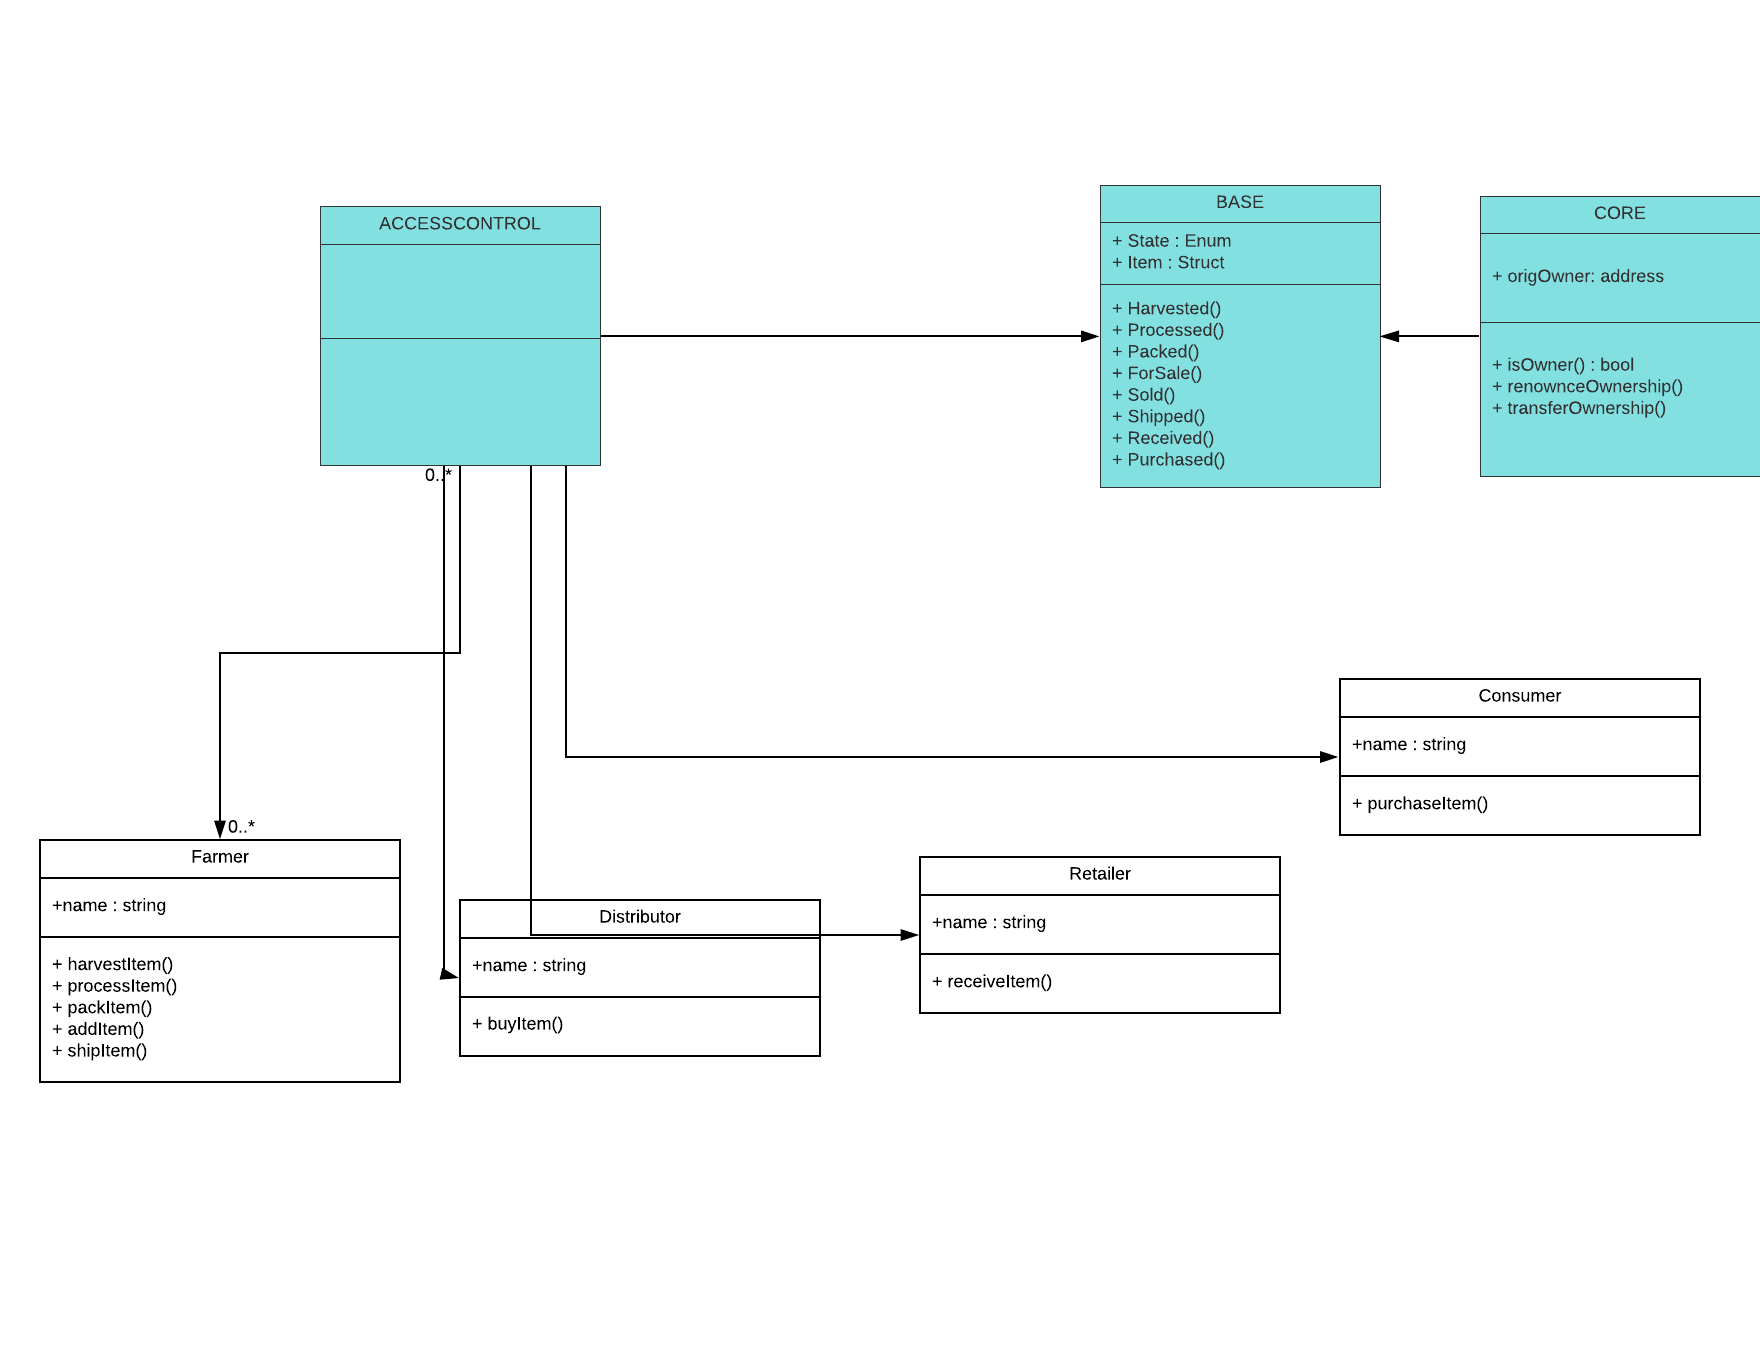 ACCESSCONTROL
0..*
BASE
+ State : Enum
+ Item : Struct
+ Harvested()
+ Processed()
+ Packed()
+ ForSale()
+ Sold()
+ Shipped()
+ Received()
+ Purchased()
CORE
+ origOwner: address
+ isOwner() : bool
+ renownceOwnership()
+ transferOwnership()
0..*
Farmer
+name : string
+ harvestItem()
+ processItem()
+ packItem()
+ addItem()
+ shipItem()
Distributor
+name : string
+ buyItem()
Retailer
+name : string
+ receiveItem()
Consumer
+name : string
+ purchaseItem()